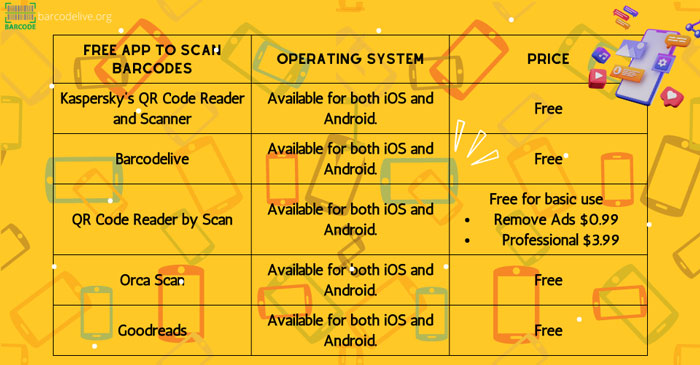 BARCODE
barcodelive.org
FREE APP TO SCAN
BARCODES
OPERATING SYSTEM
PRICE
Kaspersky's QR Code Reader
and Scanner
Available for both iOS and
Android.
Free
Barcodelive
Available for both iOS and
Android.
Free
QR Code Reader by Scan
Available for both iOS and
Android.
Free for basic use
• Remove Ads $0.99
• Professional $3.99
Orca Scan
Available for both iOS and
Android.
Free
Goodreads
Available for both iOS and
Android.
Free